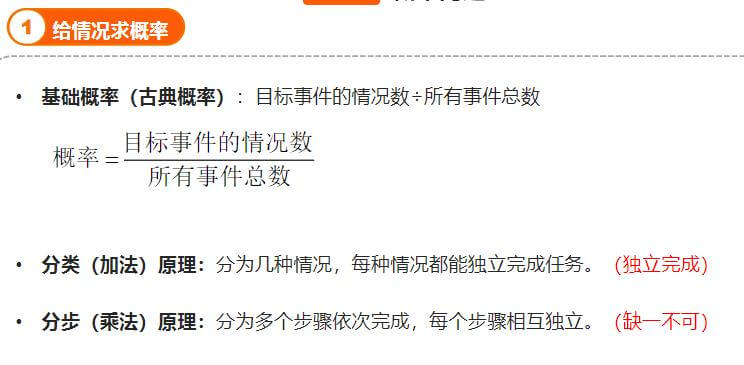 1 给情况求概率
• 基础概率（古典概率）：目标事件的情况数÷所有事件总数
概率=目标事件的情况数
所有事件总数
• 分类（加法）原理：分为几种情况，每种情况都能独立完成任务。（独立完成）
• 分步（乘法）原理：分为多个步骤依次完成，每个步骤相互独立。（缺一不可）